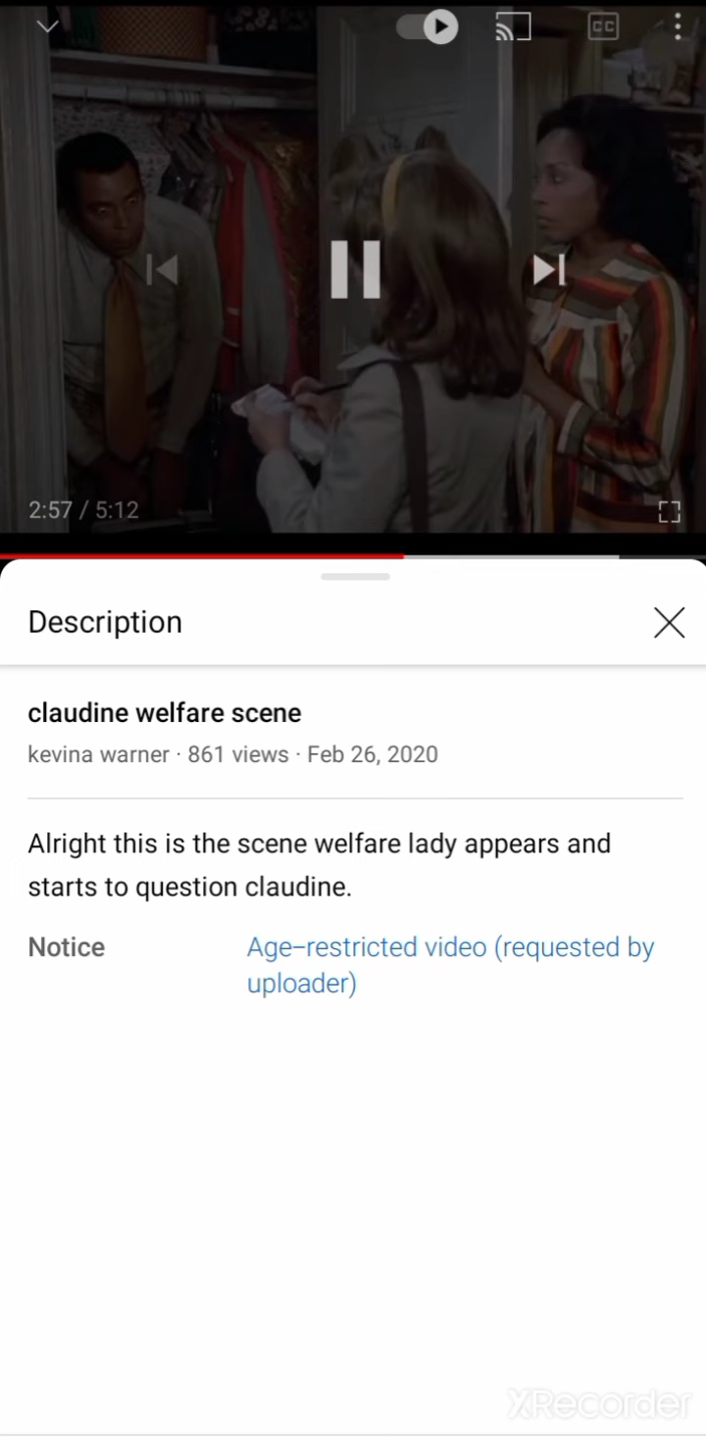 CC
2:57 / 5:12
Description
claudine welfare scene
kevina warner · 861 views · Feb 26, 2020
Alright this is the scene welfare lady appears and
starts to question claudine.
Notice Age-restricted video (requested by
uploader)
XRecorder